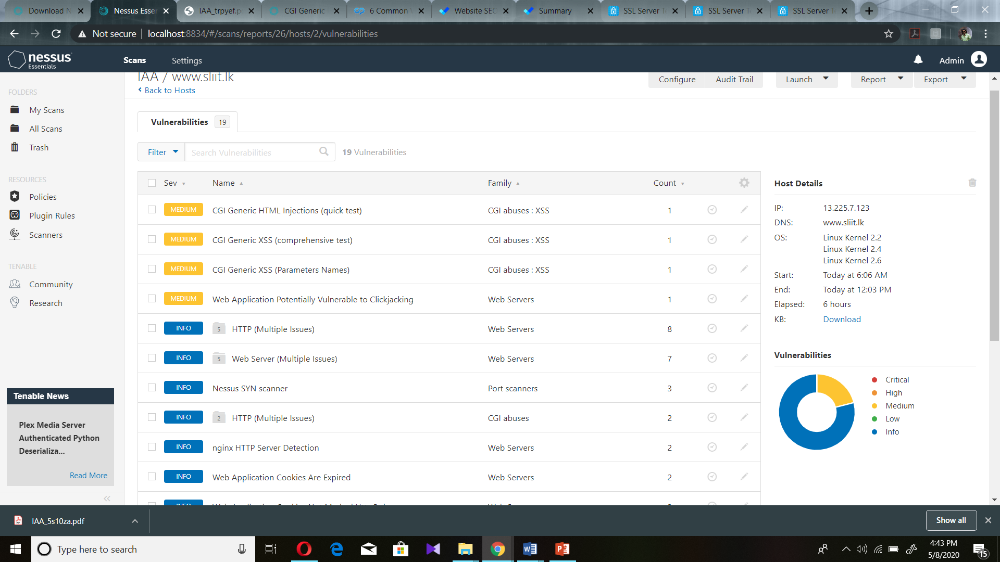 Download N
Nessus Esse
IAA_trpyef.p
CGI Generic
6 Common
Website SEC
Summary
SSL Server T
SSL Server T
SSL Server T
Not secure
localhost:8834/#/scans/reports/26/hosts/2/vulnerabilities
nessus
Essentials
Scans
Settings
Admin
IAA / www.sliit.lk
Back to Hosts
Configure
Audit Trail
Launch
Report
Export
FOLDERS
My Scans
All Scans
Trash
RESOURCES
Policies
Plugin Rules
Scanners
TENABLE
Community
Research
Tenable News
Plex Media Server
Authenticated Python
Deserializa...
Read More
Vulnerabilities 19
Filter
Search Vulnerabilities
19 Vulnerabilities
Sev Name Family Count
MEDIUM CGI Generic HTML Injections (quick test) CGI abuses : XSS 1
MEDIUM CGI Generic XSS (comprehensive test) CGI abuses : XSS 1
MEDIUM CGI Generic XSS (Parameters Names) CGI abuses : XSS 1
MEDIUM Web Application Potentially Vulnerable to Clickjacking Web Servers 1
INFO 5 HTTP (Multiple Issues) Web Servers 8
INFO 5 Web Server (Multiple Issues) Web Servers 7
INFO Nessus SYN scanner Port scanners 3
INFO 2 HTTP (Multiple Issues) CGI abuses 2
INFO nginx HTTP Server Detection Web Servers 2
INFO Web Application Cookies Are Expired Web Servers 2
Host Details
IP: 13.225.7.123
DNS: www.sliit.lk
OS: Linux Kernel 2.2
Linux Kernel 2.4
Linux Kernel 2.6
Start: Today at 6:06 AM
End: Today at 12:03 PM
Elapsed: 6 hours
KB: Download
Vulnerabilities
Critical
High
Medium
Low
Info
IAA_5s10za.pdf
Show all
Type here to search
4:43 PM
5/8/2020
15